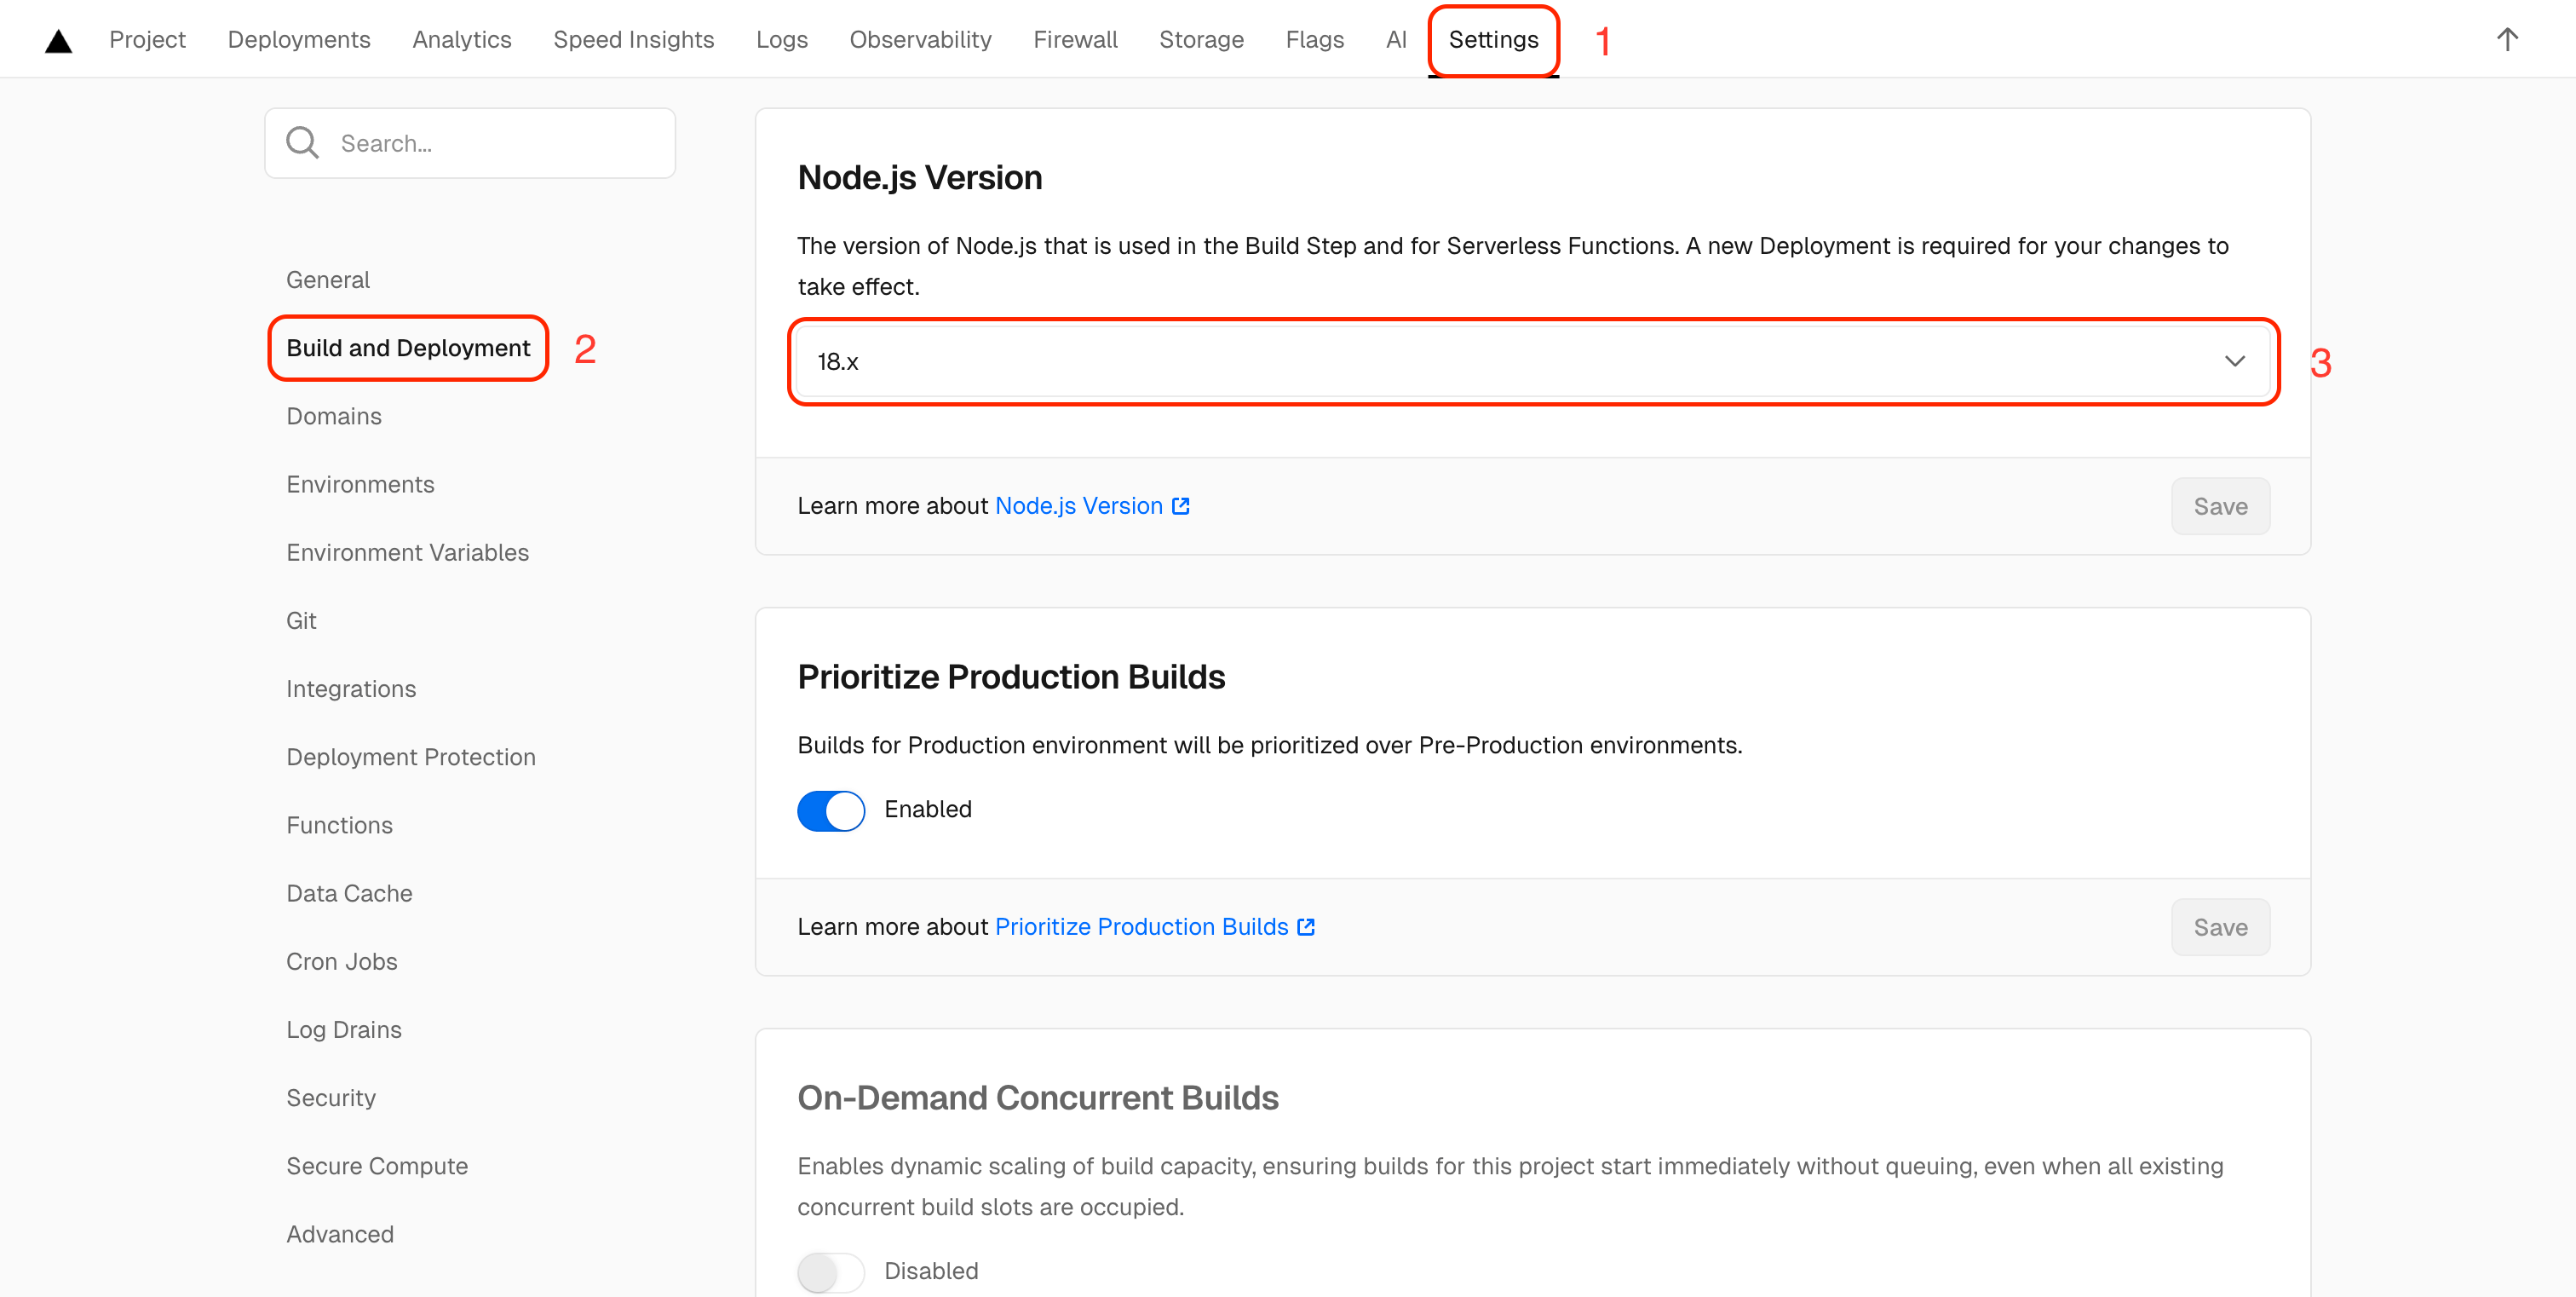 Project Deployments Analytics Speed Insights Logs Observability Firewall Storage Flags AI Settings 1
Search...
General
Build and Deployment 2
Domains
Environments
Environment Variables
Git
Integrations
Deployment Protection
Functions
Data Cache
Cron Jobs
Log Drains
Security
Secure Compute
Advanced
Node.js Version
The version of Node.js that is used in the Build Step and for Serverless Functions. A new Deployment is required for your changes to
take effect.
18.x 3
Learn more about Node.js Version Save
Prioritize Production Builds
Builds for Production environment will be prioritized over Pre-Production environments.
Enabled
Learn more about Prioritize Production Builds Save
On-Demand Concurrent Builds
Enables dynamic scaling of build capacity, ensuring builds for this project start immediately without queuing, even when all existing
concurrent build slots are occupied.
Disabled